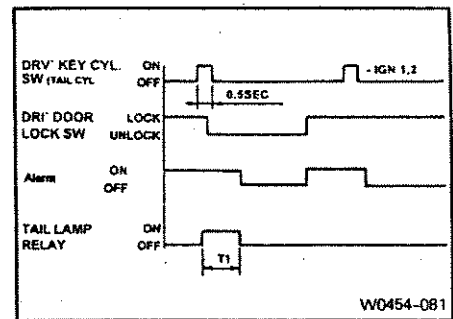 DRV' KEY CYL. ON
SW (TAIL CYL OFF
- IGN 1,2
0.5SEC
DRI' DOOR LOCK
LOCK SW UNLOCK
Alarm ON
OFF
TAIL LAMP ON
RELAY OFF
T1
W0454-081